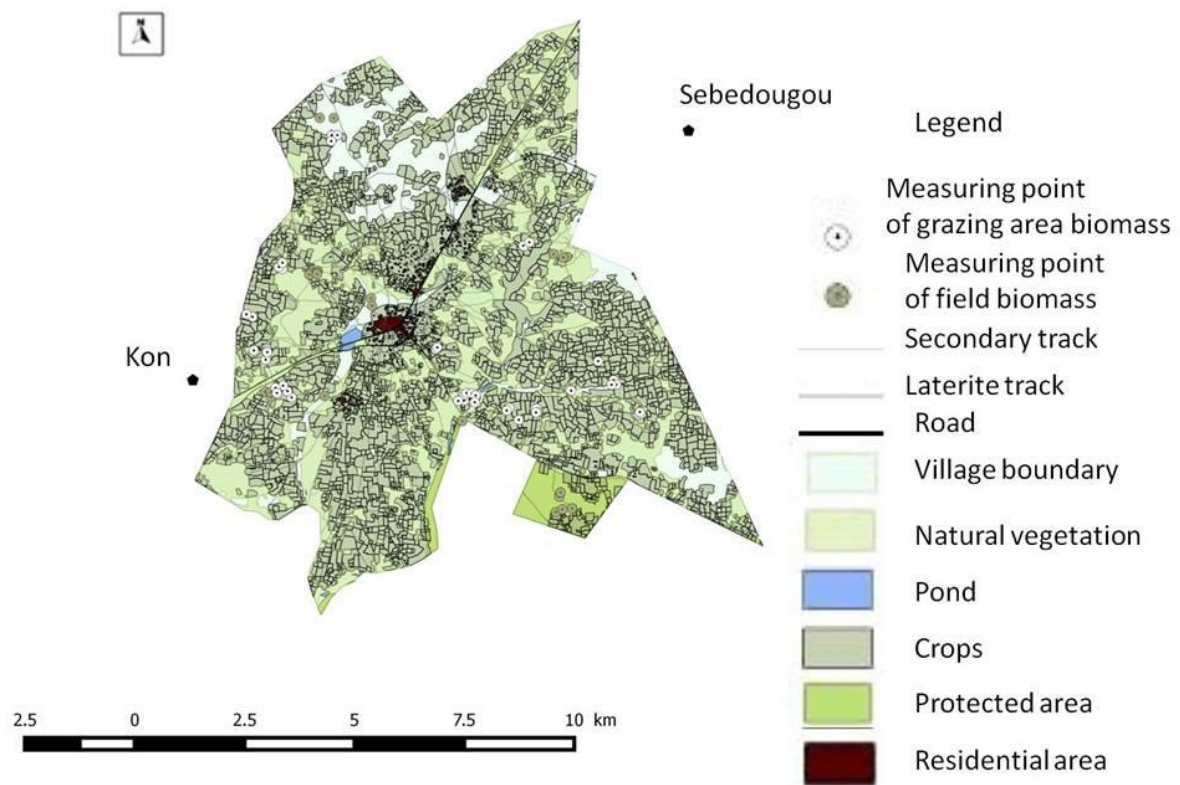 N
Sebedougou
Kon
Legend
Measuring point
of grazing area biomass
Measuring point
of field biomass
Secondary track
Laterite track
Road
Village boundary
Natural vegetation
Pond
Crops
Protected area
Residential area
2.5 0 2.5 5 7.5 10 km